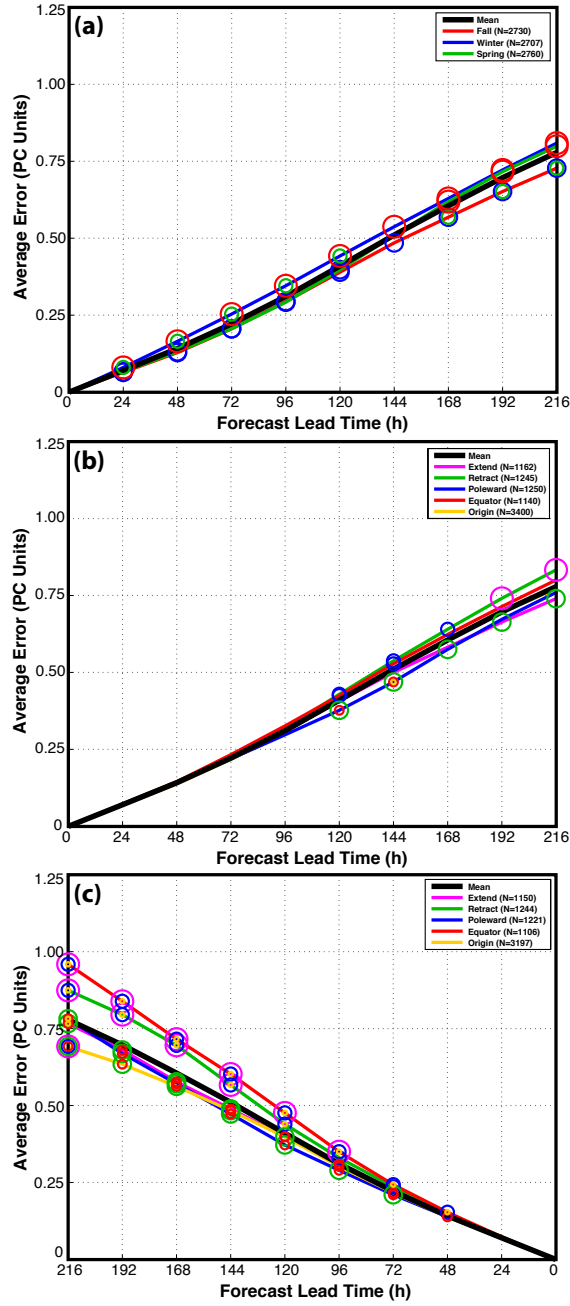 (a)
Mean
Fall (N=2730)
Winter (N=2707)
Spring (N=2760)
1.25
1.00
0.75
0.50
0.25
0
Average Error (PC Units)
0 24 48 72 96 120 144 168 192 216
Forecast Lead Time (h)
(b)
Mean
Extend (N=1162)
Retract (N=1245)
Poleward (N=1250)
Equator (N=1140)
Origin (N=3400)
1.25
1.00
0.75
0.50
0.25
0
Average Error (PC Units)
0 24 48 72 96 120 144 168 192 216
Forecast Lead Time (h)
(c)
Mean
Extend (N=1150)
Retract (N=1244)
Poleward (N=1221)
Equator (N=1106)
Origin (N=3197)
1.25
1.00
0.75
0.50
0.25
0
Average Error (PC Units)
216 192 168 144 120 96 72 48 24 0
Forecast Lead Time (h)